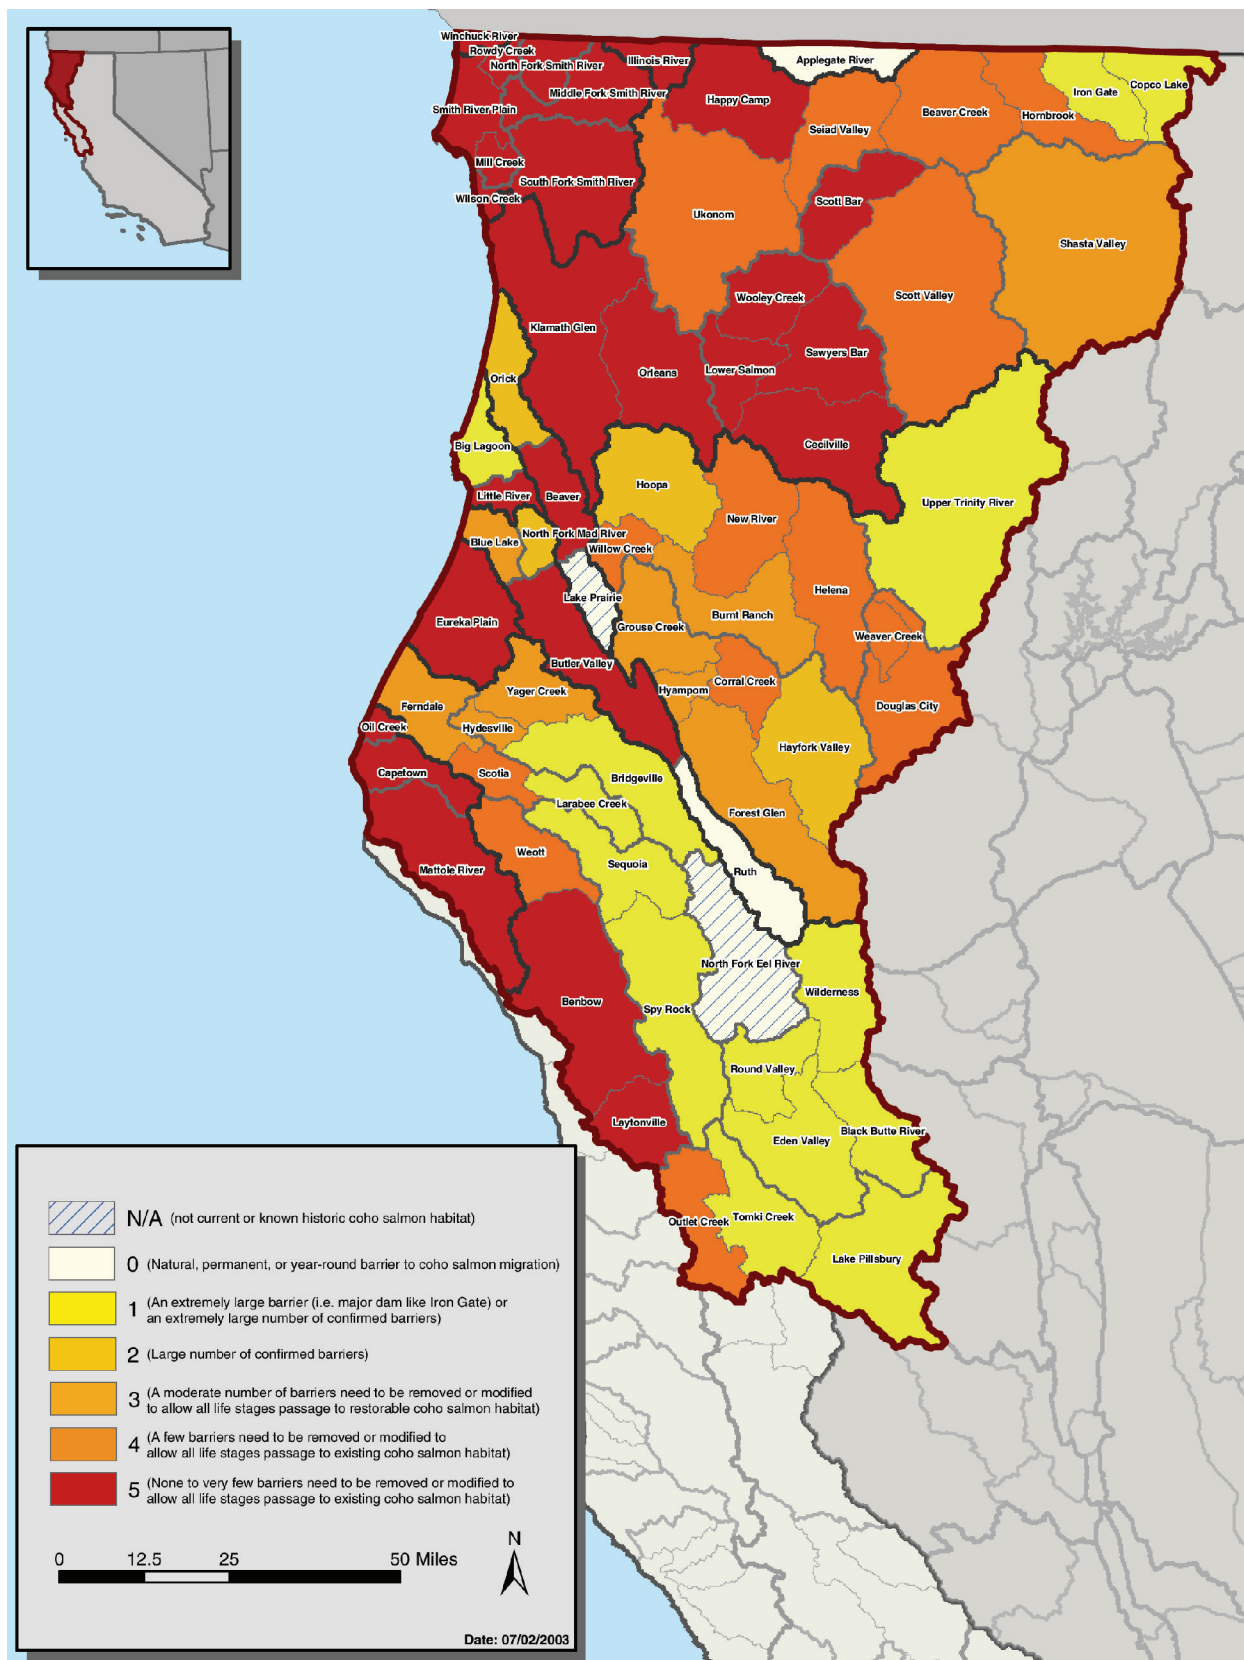 Winchuck River
Rowdy Creek
Illinois River
North Fork Smith River
Applegate River
Copco Lake
Iron Gate
Middle Fork Smith River
Happy Camp
Smith River Plain
Beaver Creek
Hornbrook
Seiad Valley
Mill Creek
South Fork Smith River
Wilson Creek
Scott Bar
Ukonom
Shasta Valley
Wooley Creek
Scott Valley
Klamath Glen
Sawyers Bar
Lower Salmon
Orleans
Orick
Big Lagoon
Cecilville
Hoopa
Little River
Beaver
Upper Trinity River
New River
North Fork Mad River
Blue Lake
Willow Creek
Helena
Lake Prairie
Burnt Ranch
Eureka Plain
Grouse Creek
Weaver Creek
Butler Valley
Corral Creek
Hyampom
Yager Creek
Ferndale
Douglas City
Oil Creek
Hydesville
Hayfork Valley
Capetown
Scotia
Bridgeville
Larabee Creek
Forest Glen
Weott
Sequoia
Mattole River
Ruth
North Fork Eel River
Wilderness
Benbow
Spy Rock
Round Valley
Laytonville
Black Butte River
Eden Valley
Tomki Creek
Outlet Creek
Lake Pillsbury
N/A (not current or known historic coho salmon habitat)
0 (Natural, permanent, or year-round barrier to coho salmon migration)
1 (An extremely large barrier (i.e. major dam like Iron Gate) or
an extremely large number of confirmed barriers)
2 (Large number of confirmed barriers)
3 (A moderate number of barriers need to be removed or modified
to allow all life stages passage to restorable coho salmon habitat)
4 (A few barriers need to be removed or modified to
allow all life stages passage to existing coho salmon habitat)
5 (None to very few barriers need to be removed or modified to
allow all life stages passage to existing coho salmon habitat)
N
0 12.5 25 50 Miles
Date: 07/02/2003